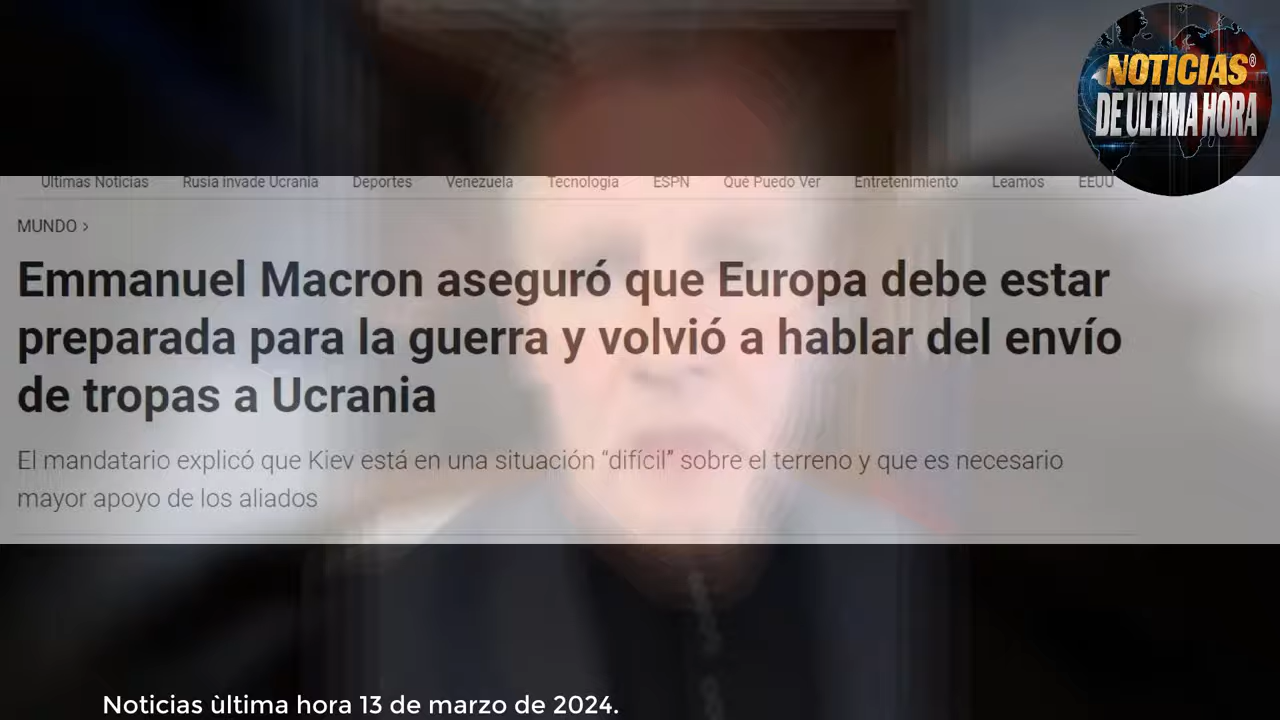 NOTICIAS®
DE ULTIMA HORA
Últimas Noticias Rusia invade Ucrania Deportes Venezuela Tecnología ESPN Qué Puedo Ver Entretenimiento Leamos EEUU
MUNDO >
Emmanuel Macron aseguró que Europa debe estar
preparada para la guerra y volvió a hablar del envío
de tropas a Ucrania
El mandatario explicó que Kiev está en una situación “difícil” sobre el terreno y que es necesario
mayor apoyo de los aliados
Noticias ùltima hora 13 de marzo de 2024.